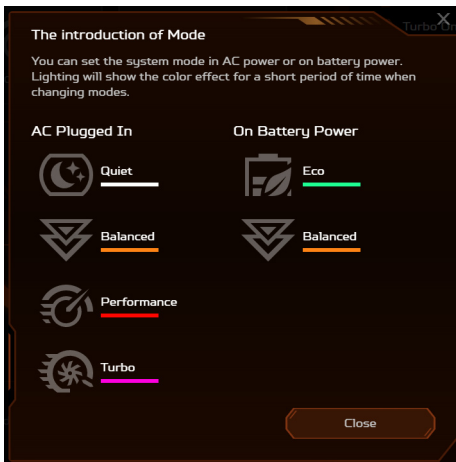 Turbo On
The introduction of Mode
You can set the system mode in AC power or on battery power.
Lighting will show the color effect for a short period of time when
changing modes.
AC Plugged In
On Battery Power
Quiet
Eco
Balanced
Balanced
Performance
Turbo
Close